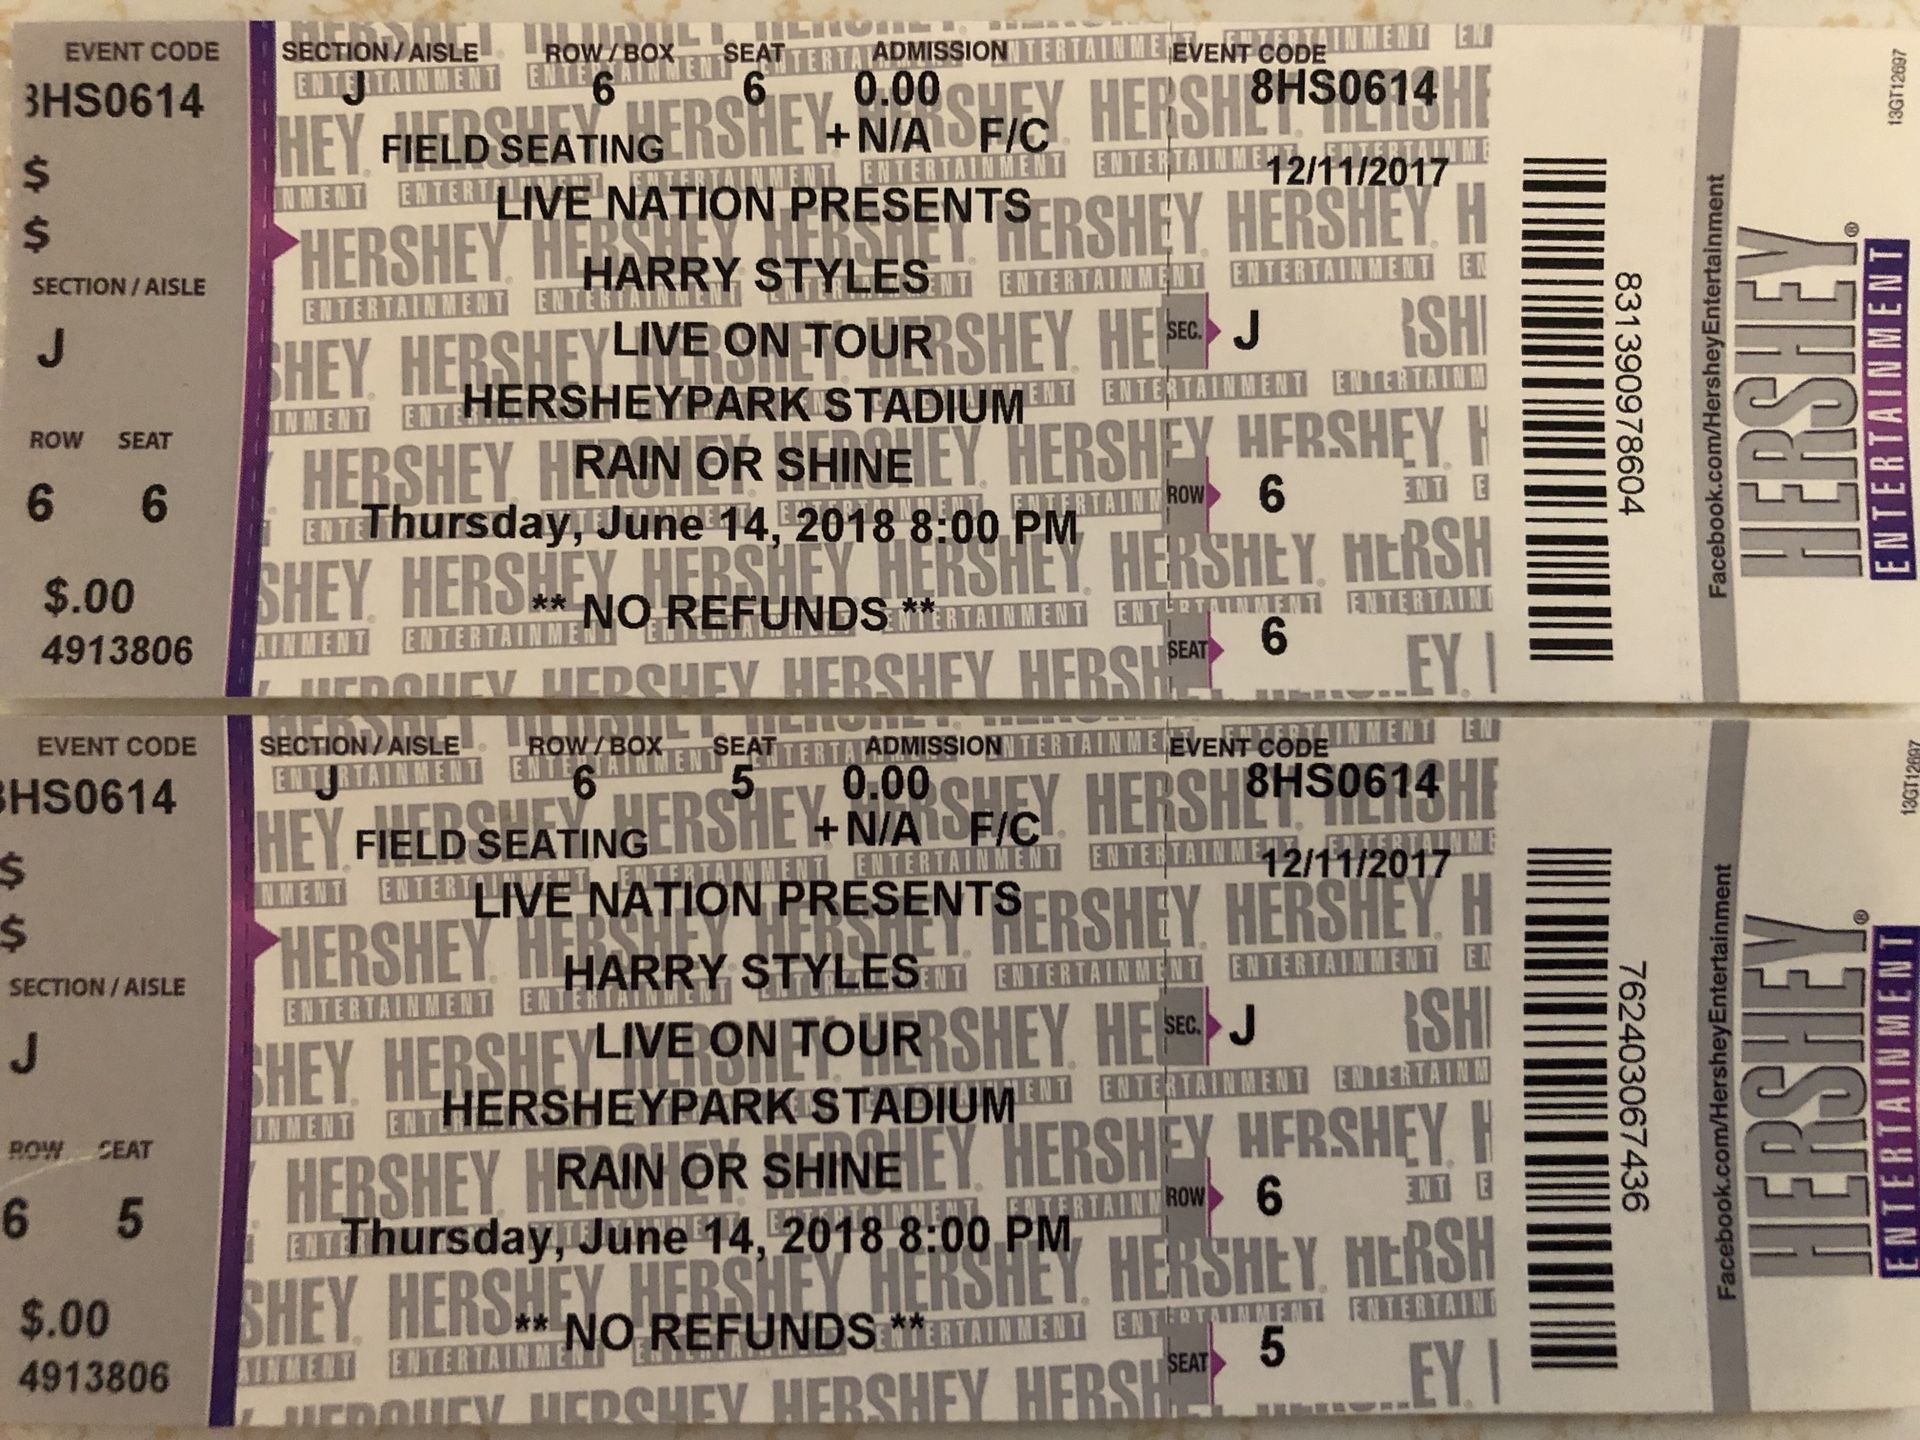 EVENT CODE
8HS0614
$
$
SECTION / AISLE
J
ROW SEAT
6 6
$.00
4913806
SECTION / AISLE ROW / BOX SEAT ADMISSION
J 6 6 0.00
FIELD SEATING + N/A F/C
LIVE NATION PRESENTS
HARRY STYLES
LIVE ON TOUR
HERSHEYPARK STADIUM
RAIN OR SHINE
Thursday, June 14, 2018 8:00 PM
** NO REFUNDS **
EVENT CODE
8HS0614
12/11/2017
SEC. J
ROW 6
SEAT 6
8313909978604
Facebook.com/HersheyEntertainment
HERSHEY®
ENTERTAINMENT
13GT12697
EVENT CODE
8HS0614
$
$
SECTION / AISLE
J
ROW SEAT
6 5
$.00
4913806
SECTION / AISLE ROW / BOX SEAT ADMISSION
J 6 5 0.00
FIELD SEATING + N/A F/C
LIVE NATION PRESENTS
HARRY STYLES
LIVE ON TOUR
HERSHEYPARK STADIUM
RAIN OR SHINE
Thursday, June 14, 2018 8:00 PM
** NO REFUNDS **
EVENT CODE
8HS0614
12/11/2017
SEC. J
ROW 6
SEAT 5
7624030674​36
Facebook.com/HersheyEntertainment
HERSHEY®
ENTERTAINMENT
13GT12697